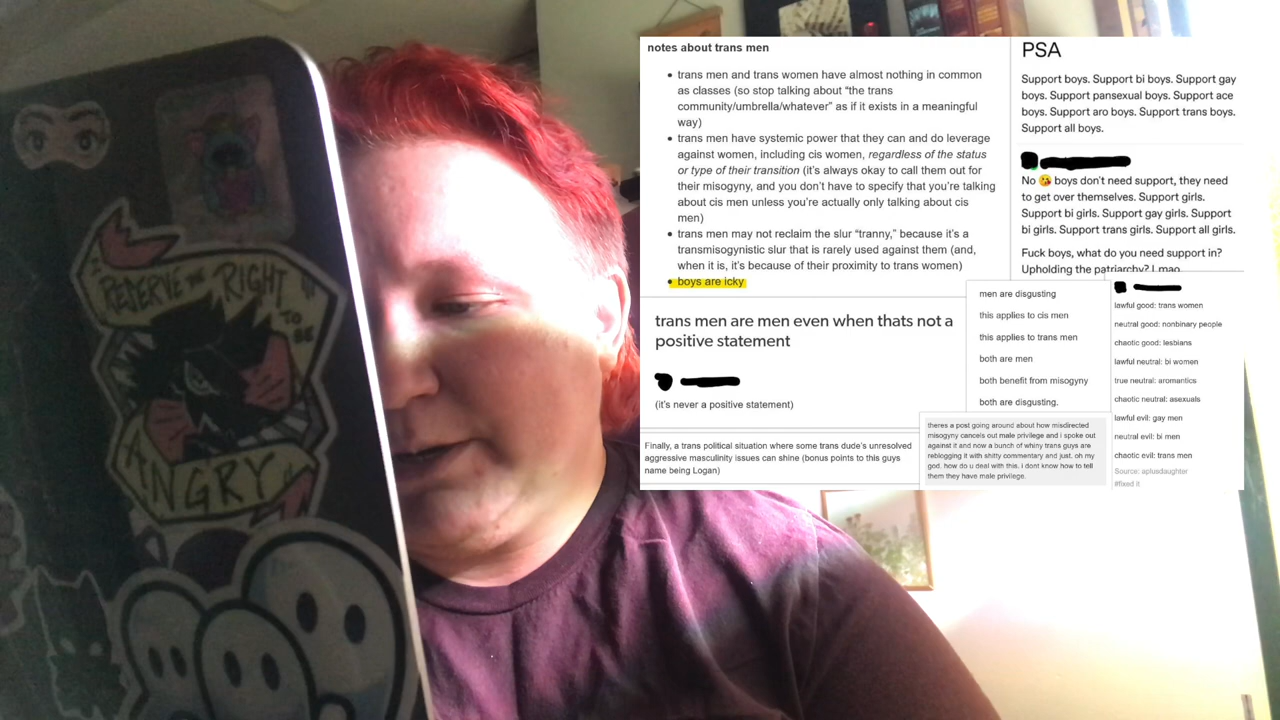 I RESERVE THE RIGHT
TO BE
notes about trans men
• trans men and trans women have almost nothing in common
as classes (so stop talking about “the trans
community/umbrella/whatever” as if it exists in a meaningful
way)
• trans men have systemic power that they can and do leverage
against women, including cis women, regardless of the status
or type of their transition (it’s always okay to call them out for
their misogyny, and you don’t have to specify that you’re talking
about cis men unless you’re actually only talking about cis
men)
• trans men may not reclaim the slur “tranny,” because it’s a
transmisogynistic slur that is rarely used against them (and,
when it is, it’s because of their proximity to trans women)
• boys are icky
PSA
Support boys. Support bi boys. Support gay
boys. Support pansexual boys. Support ace
boys. Support aro boys. Support trans boys.
Support all boys.
No 😘 boys don’t need support, they need
to get over themselves. Support girls.
Support bi girls. Support gay girls. Support
bi girls. Support trans girls. Support all girls.
Fuck boys, what do you need support in?
Upholding the patriarchy? Lmao
trans men are men even when thats not a
positive statement
(it’s never a positive statement)
men are disgusting
this applies to cis men
this applies to trans men
both are men
both benefit from misogyny
both are disgusting.
lawful good: trans women
neutral good: nonbinary people
chaotic good: lesbians
lawful neutral: bi women
true neutral: aromantics
chaotic neutral: asexuals
lawful evil: gay men
neutral evil: bi men
chaotic evil: trans men
Source: aplusdaughter
#fixed it
Finally, a trans political situation where some trans dude’s unresolved
aggressive masculinity issues can shine (bonus points to this guys
name being Logan)
theres a post going around about how misdirected
misogyny cancels out male privilege and i spoke out
against it and now a bunch of whiny trans guys are
reblogging it with shitty commentary and just. oh my
god. how do u deal with this. i dont know how to tell
them they have male privilege.